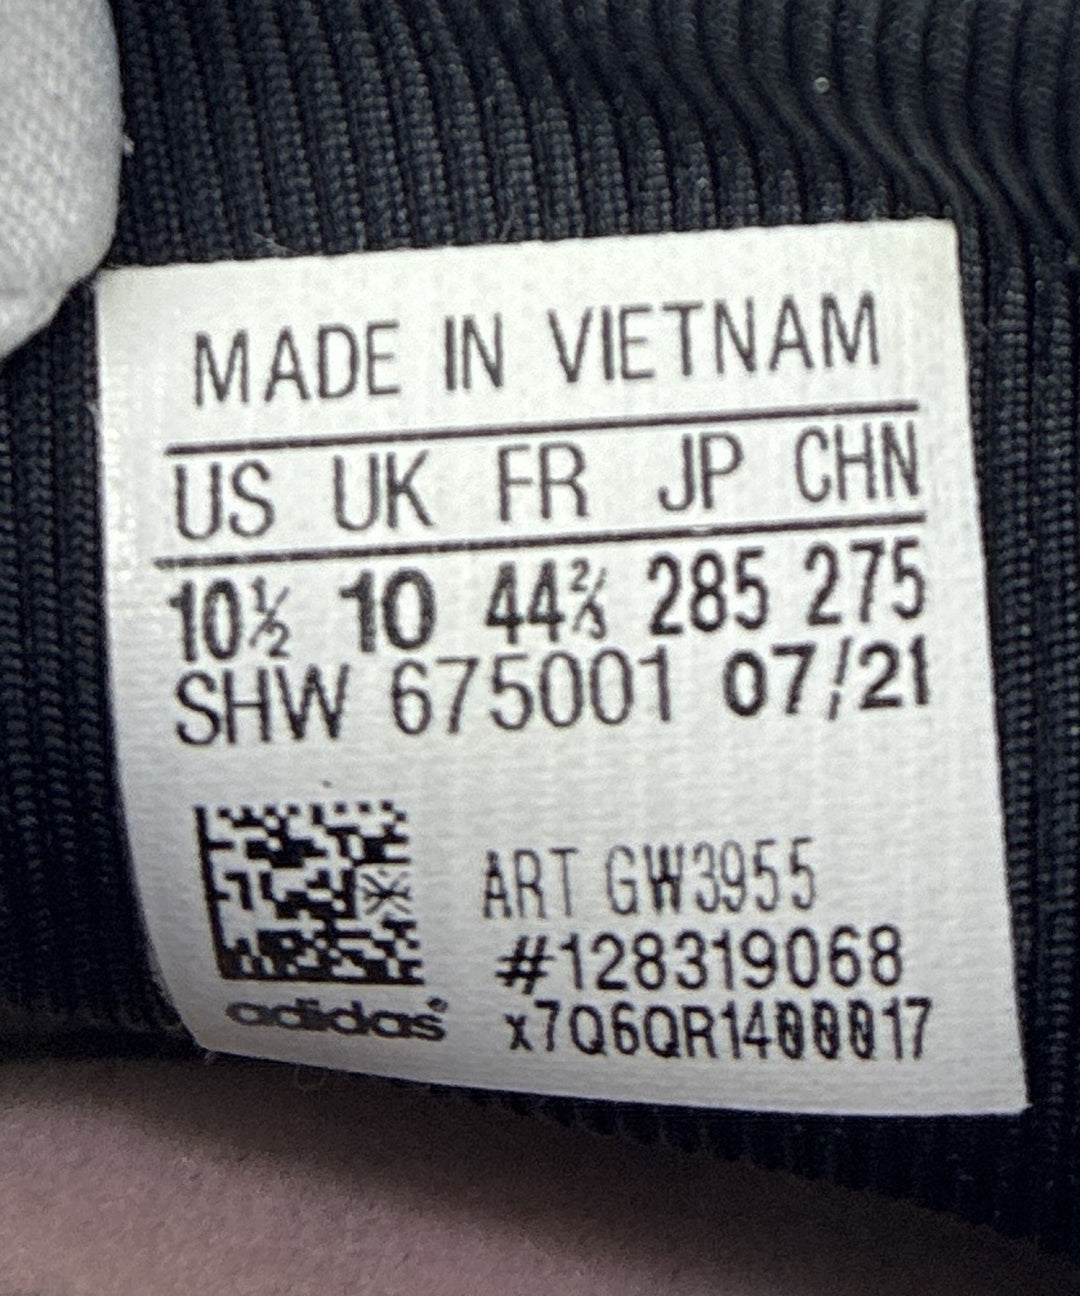 MADE IN VIETNAM
US UK FR JP CHN
10½ 10 44⅔ 285 275
SHW 675001 07/21
ART GW3955
#128319068
x7Q6QR1400017
adidas®